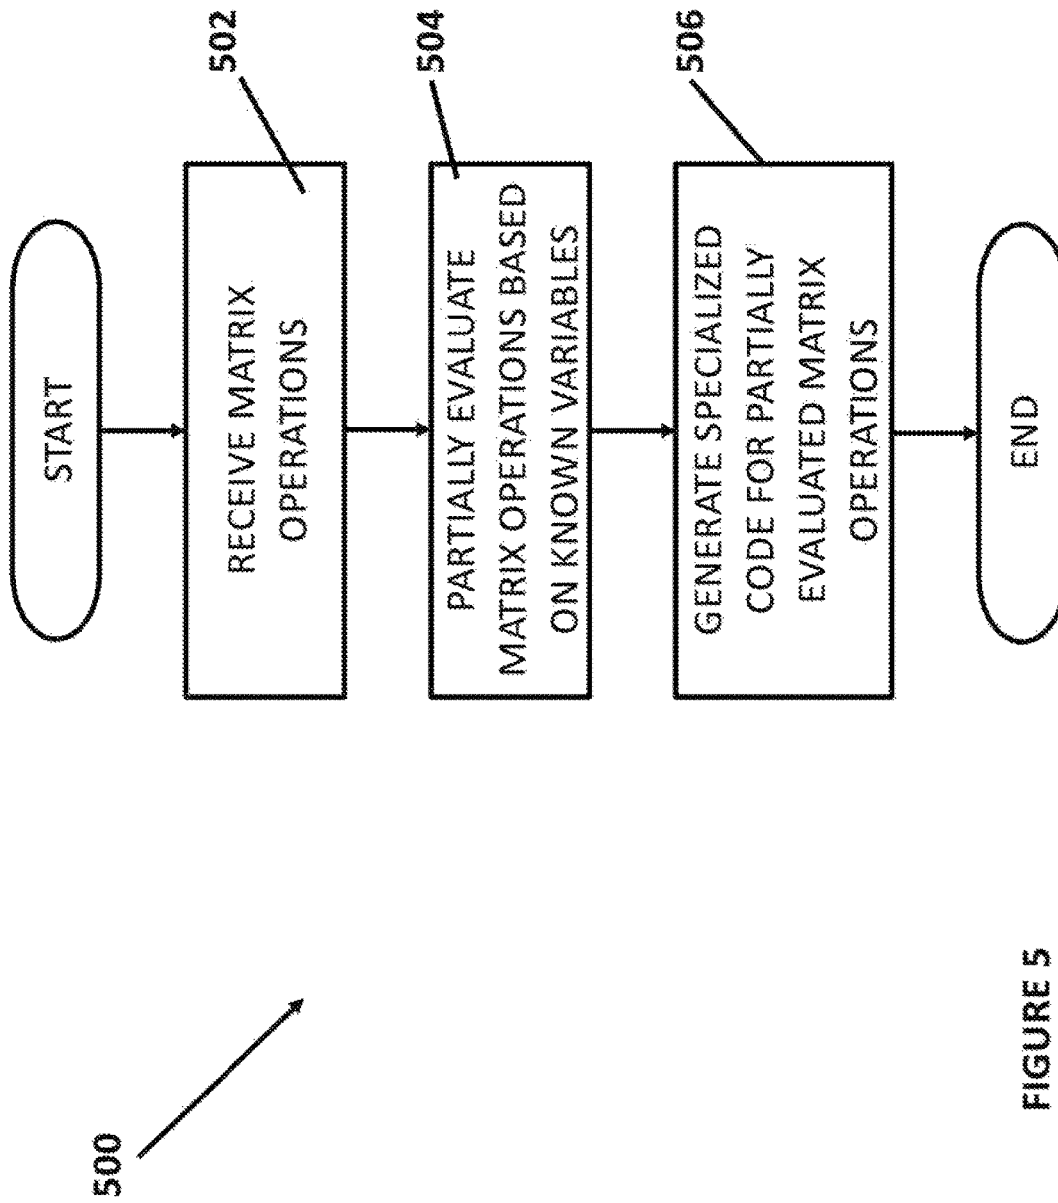 500
START
502
RECEIVE MATRIX
OPERATIONS
504
PARTIALLY EVALUATE
MATRIX OPERATIONS BASED
ON KNOWN VARIABLES
506
GENERATE SPECIALIZED
CODE FOR PARTIALLY
EVALUATED MATRIX
OPERATIONS
END
FIGURE 5